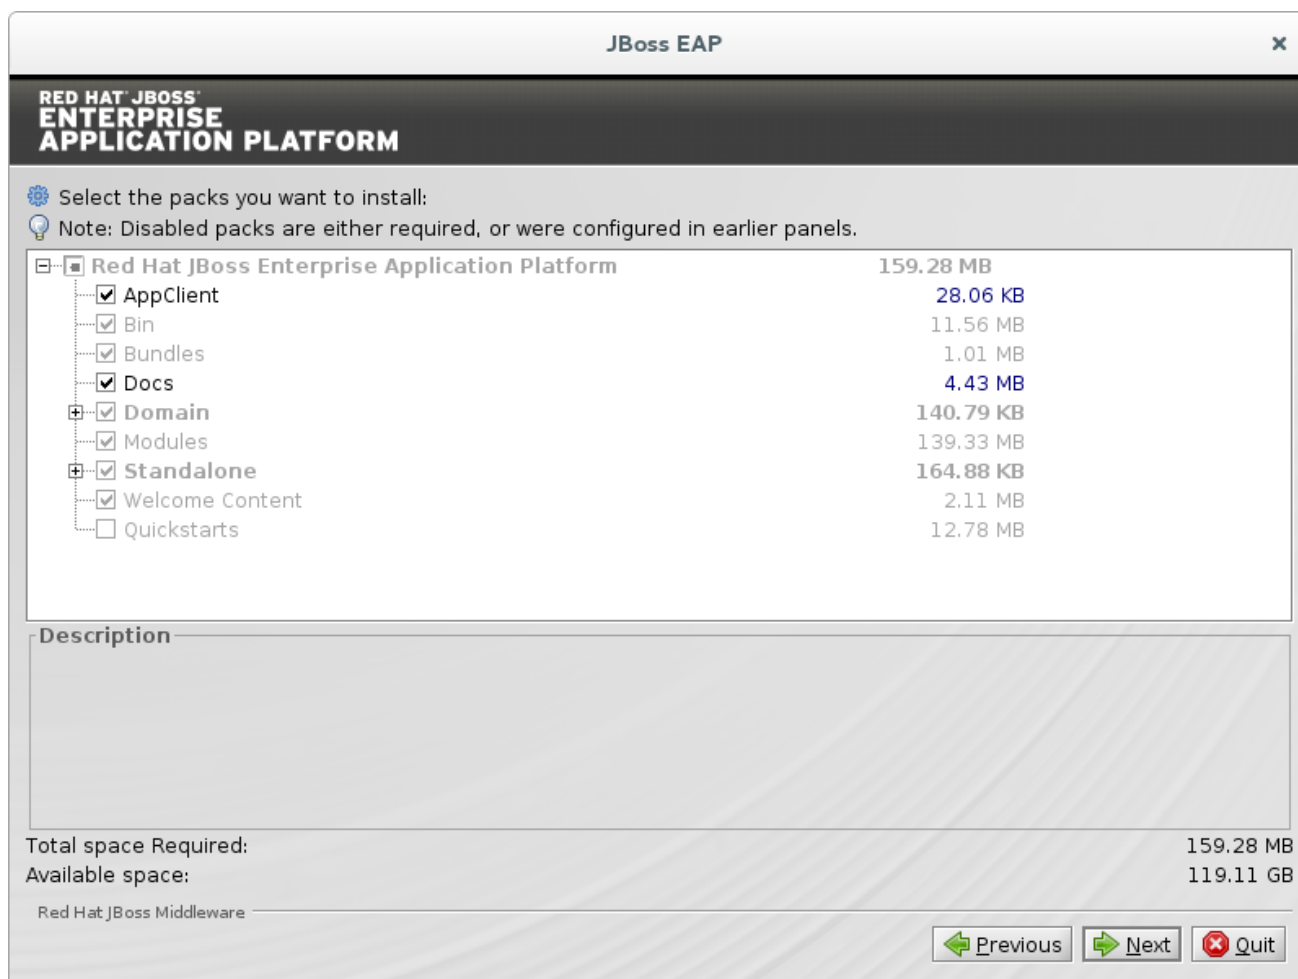 JBoss EAP
RED HAT JBOSS
ENTERPRISE
APPLICATION PLATFORM
Select the packs you want to install:
Note: Disabled packs are either required, or were configured in earlier panels.
Red Hat JBoss Enterprise Application Platform 159.28 MB
AppClient 28.06 KB
Bin 11.56 MB
Bundles 1.01 MB
Docs 4.43 MB
Domain 140.79 KB
Modules 139.33 MB
Standalone 164.88 KB
Welcome Content 2.11 MB
Quickstarts 12.78 MB
Description
Total space Required: 159.28 MB
Available space: 119.11 GB
Red Hat JBoss Middleware
Previous Next Quit